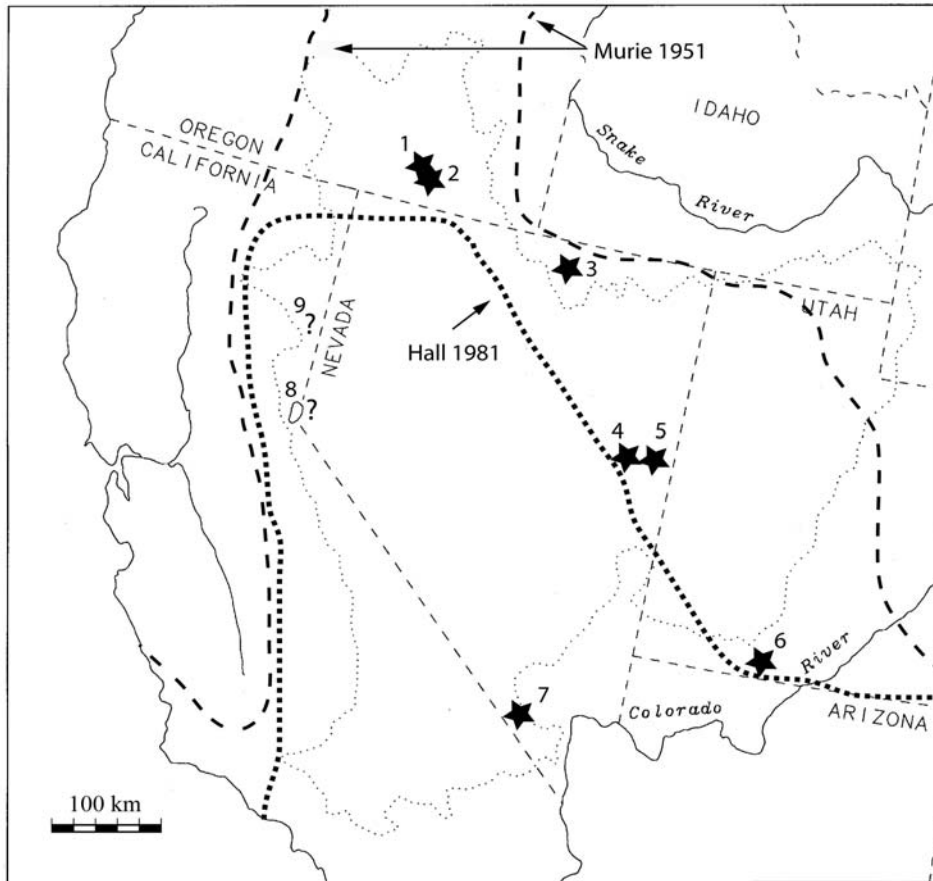 Murie 1951
IDAHO
OREGON
CALIFORNIA
1
2
Snake
River
3
UTAH
9
?
NEVADA
Hall 1981
8
?
4
5
6
River
7
Colorado
ARIZONA
100 km